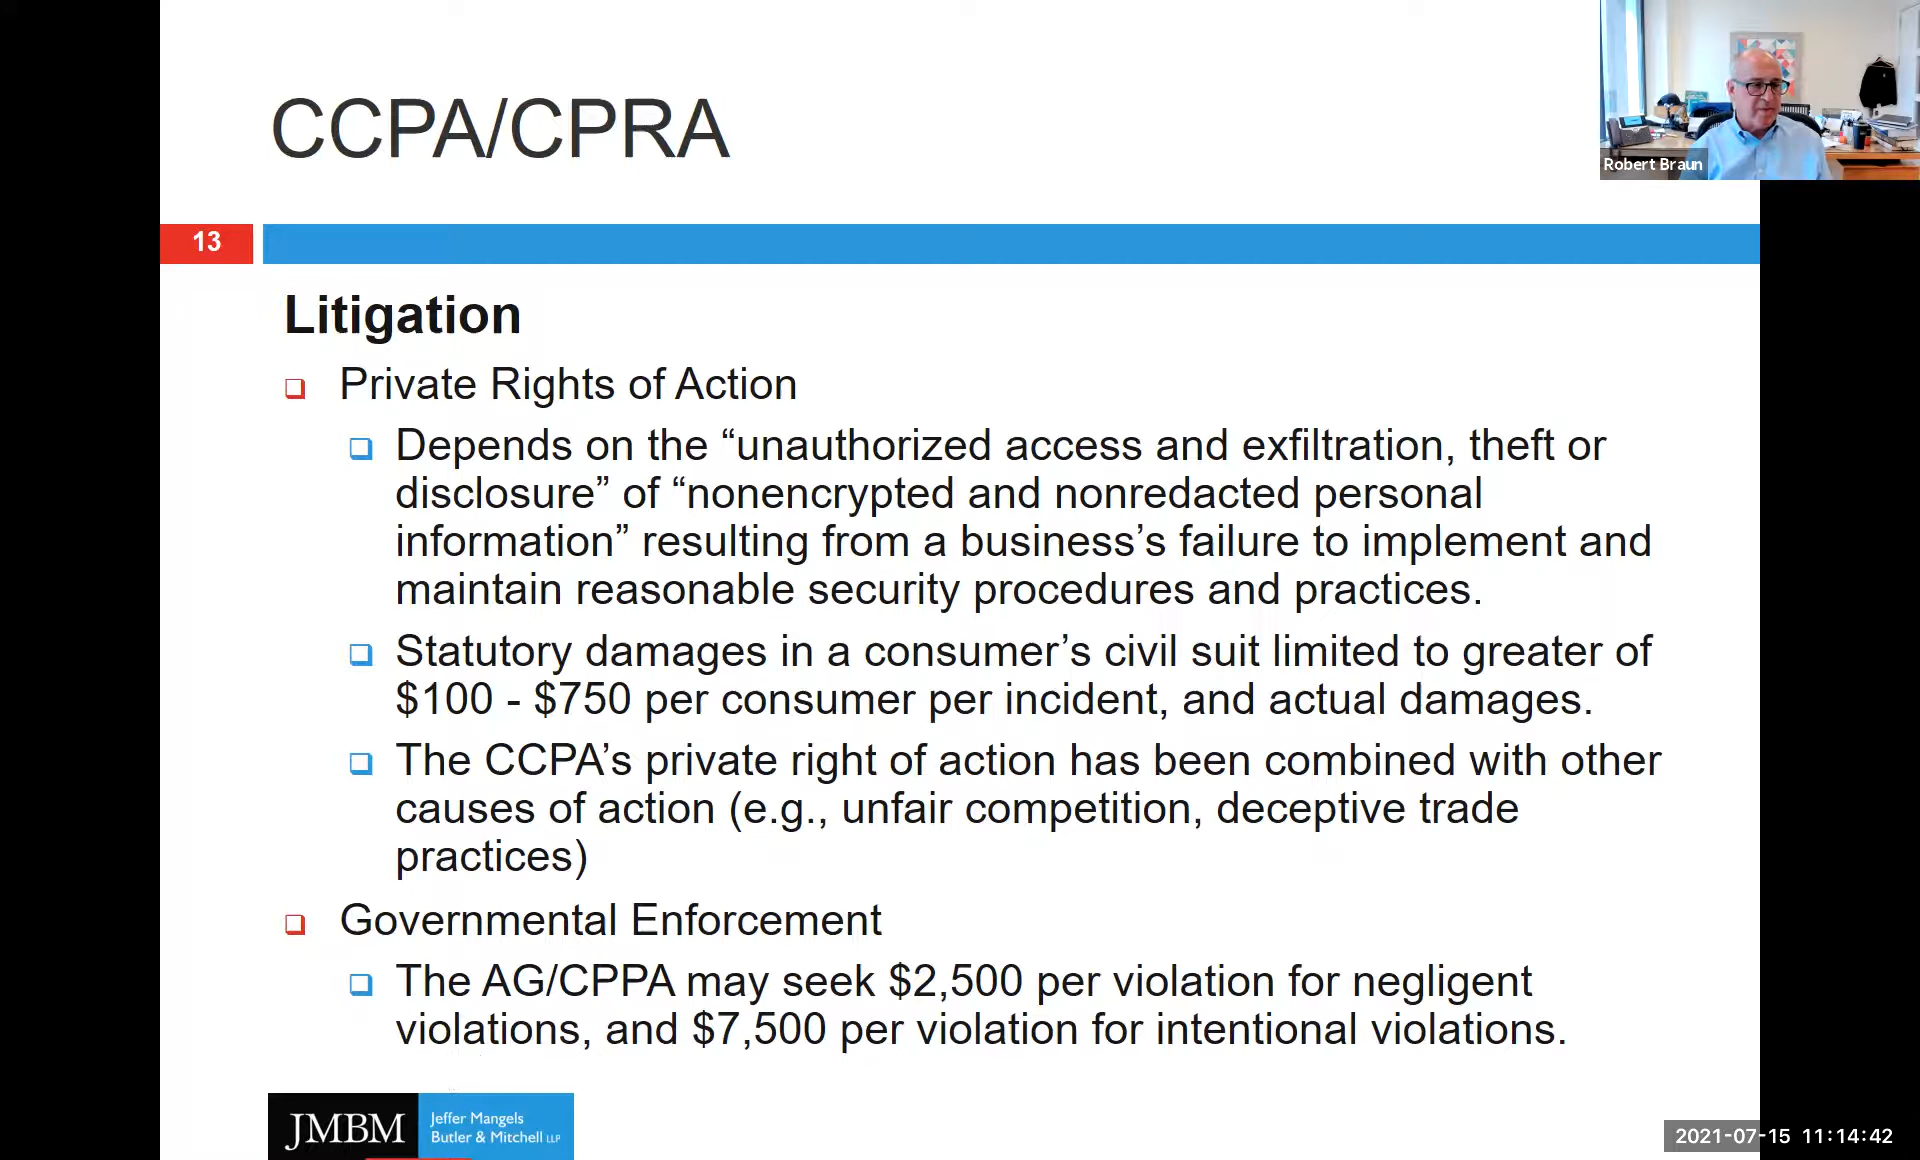 CCPA/CPRA
Robert Braun
13
Litigation
Private Rights of Action
Depends on the “unauthorized access and exfiltration, theft or
disclosure” of “nonencrypted and nonredacted personal
information” resulting from a business’s failure to implement and
maintain reasonable security procedures and practices.
Statutory damages in a consumer’s civil suit limited to greater of
$100 - $750 per consumer per incident, and actual damages.
The CCPA’s private right of action has been combined with other
causes of action (e.g., unfair competition, deceptive trade
practices)
Governmental Enforcement
The AG/CPPA may seek $2,500 per violation for negligent
violations, and $7,500 per violation for intentional violations.
JMBM
Jeffer Mangels
Butler & Mitchell LLP
2021-07-15 11:14:42